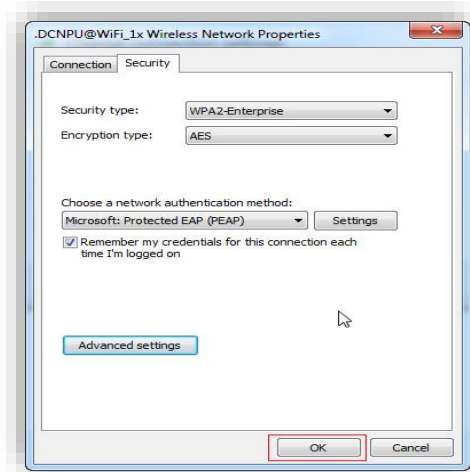 .DCNPU@WiFi_1x Wireless Network Properties
Connection Security
Security type: WPA2-Enterprise
Encryption type: AES
Choose a network authentication method:
Microsoft: Protected EAP (PEAP) Settings
Remember my credentials for this connection each
time I'm logged on
Advanced settings
OK Cancel